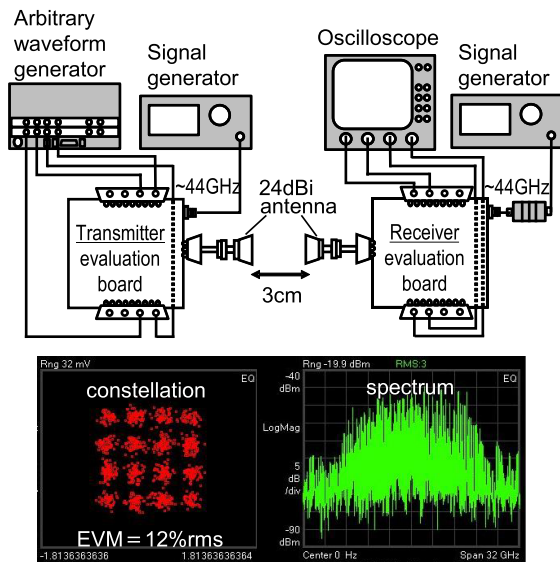 Arbitrary
waveform
generator
Signal
generator
Oscilloscope
Signal
generator
~44GHz
24dBi
antenna
~44GHz
Transmitter
evaluation
board
Receiver
evaluation
board
3cm
Rng 32 mV
constellation
EQ
EVM = 12%rms
-1.8136363636
1.8136363636364
Rng -19.9 dBm
RMS:3
-40
dBm
spectrum
EQ
LogMag
5
dB
/div
-90
dBm
Center 0 Hz
Span 32 GHz